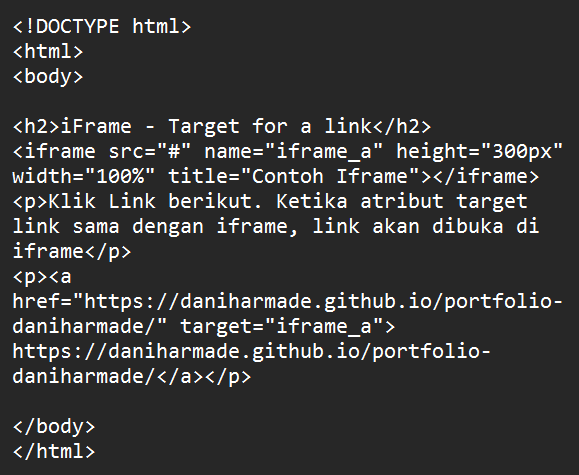 <!DOCTYPE html>
<html>
<body>

<h2>iFrame - Target for a link</h2>
<iframe src="#" name="iframe_a" height="300px"
width="100%" title="Contoh Iframe"></iframe>
<p>Klik Link berikut. Ketika atribut target
link sama dengan iframe, link akan dibuka di
iframe</p>
<p><a
href="https://daniharmade.github.io/portfolio-
daniharmade/" target="iframe_a">
https://daniharmade.github.io/portfolio-
daniharmade/</a></p>

</body>
</html>